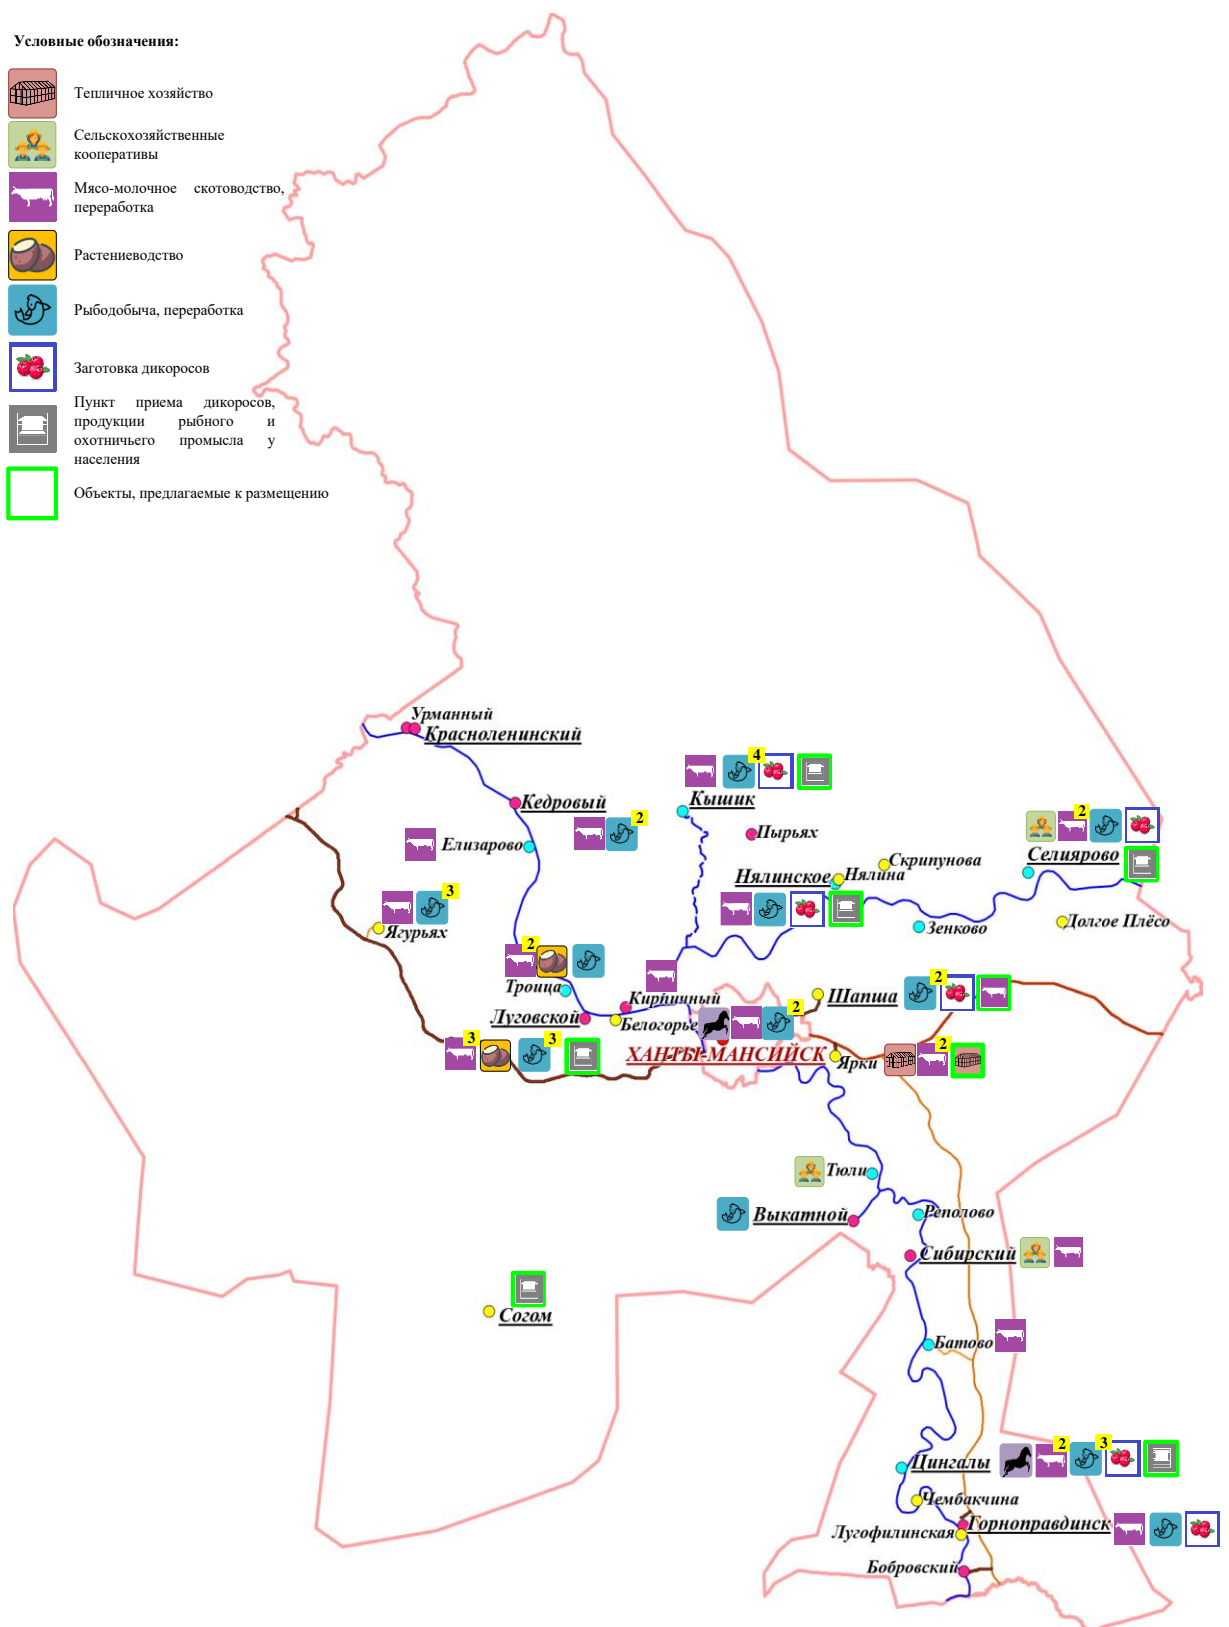 Условные обозначения:
Тепличное хозяйство
Сельскохозяйственные
кооперативы
Мясо-молочное скотоводство,
переработка
Растениеводство
Рыбодобыча, переработка
Заготовка дикоросов
Пункт приема дикоросов,
продукции рыбного и
охотничьего промысла у
населения
Объекты, предлагаемые к размещению
Урманный
Красноленинский
4
Кедровый
Кышик
2
2
Пырьях
Елизарово
Селиярово
Скрипунова
Нялинское
Нялина
3
Долгое Плёсо
Зенково
Ягурьях
2
Троица
2
Кирпичный
Шапша
2
Луговской
Белогорье
3
3
2
ХАНТЫ-МАНСИЙСК
Ярки
Тюли
Выкатной
Реполово
Сибирский
Согом
Батово
2
3
Цингалы
Чембакчина
Горноправдинск
Лугофилинская
Бобровский